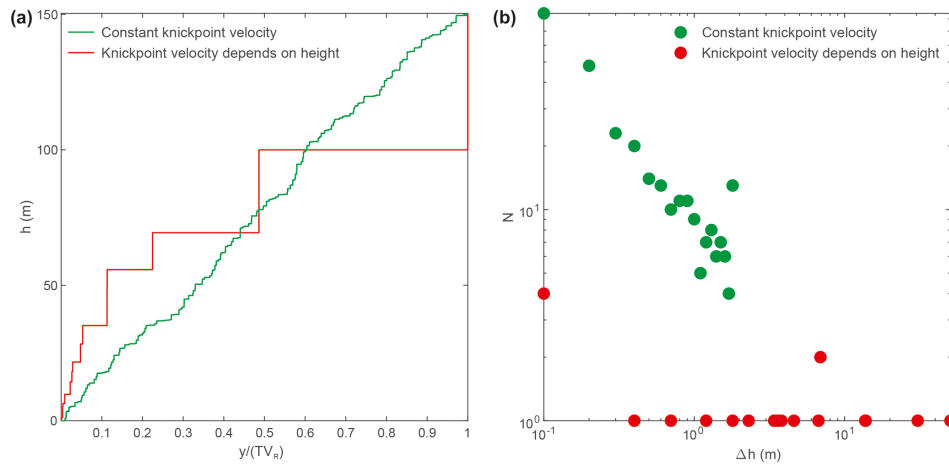 (a)
150
Constant knickpoint velocity
Knickpoint velocity depends on height
100
h (m)
50
0
0.1 0.2 0.3 0.4 0.5 0.6 0.7 0.8 0.9 1
y/(TV_R)
(b)
Constant knickpoint velocity
Knickpoint velocity depends on height
N
10^1
10^0
10^-1 10^0 10^1
Δh (m)